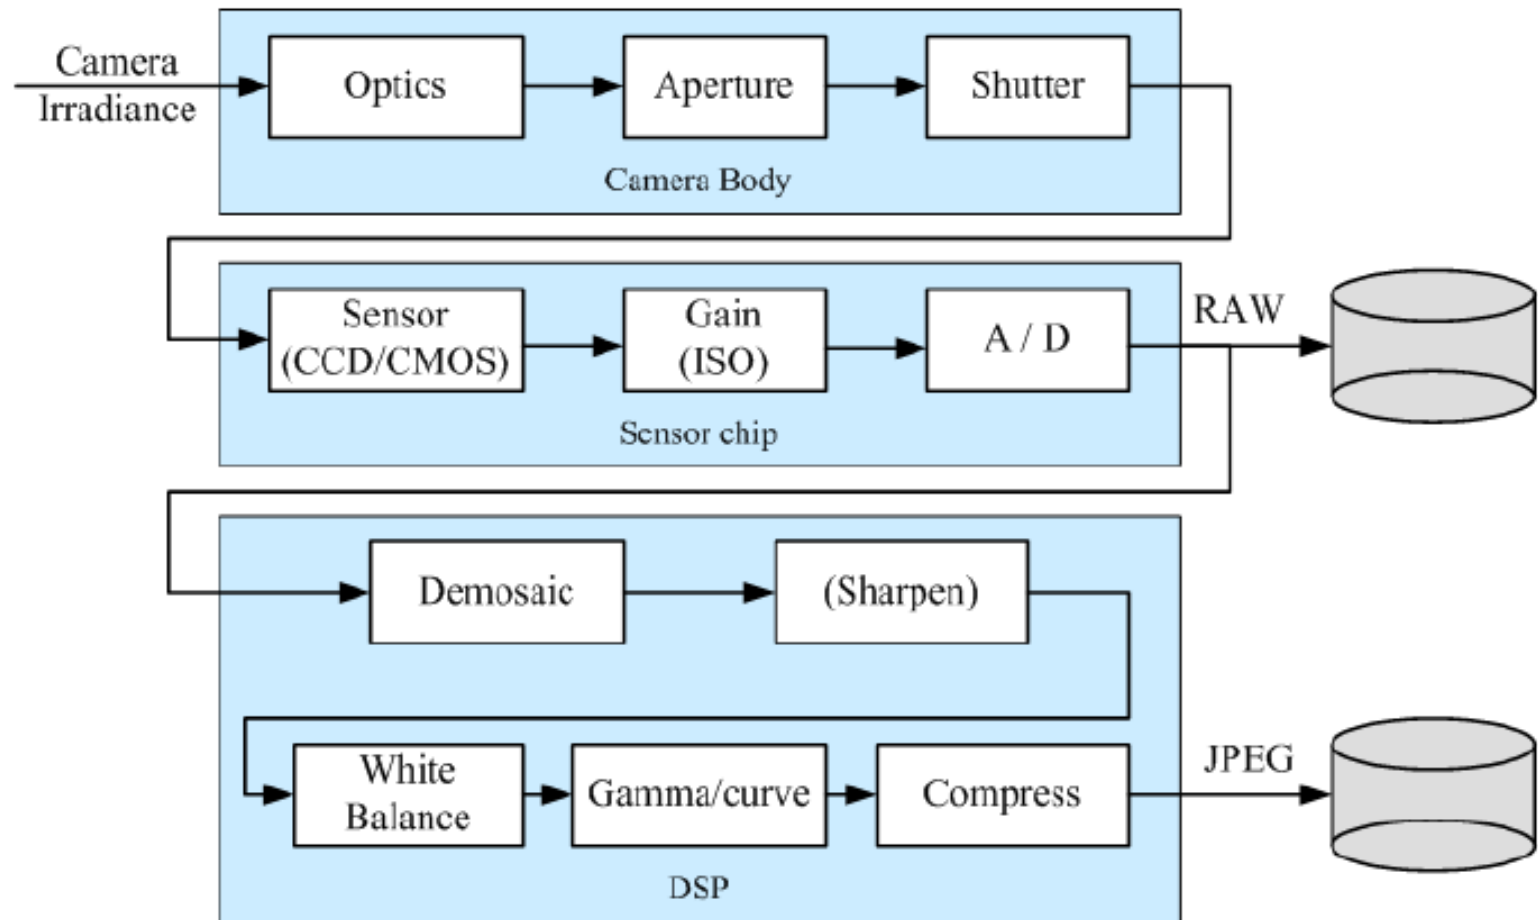 Camera
Irradiance
Optics
Aperture
Shutter
Camera Body
Sensor
(CCD/CMOS)
Gain
(ISO)
A / D
RAW
Sensor chip
Demosaic
(Sharpen)
White
Balance
Gamma/curve
Compress
JPEG
DSP